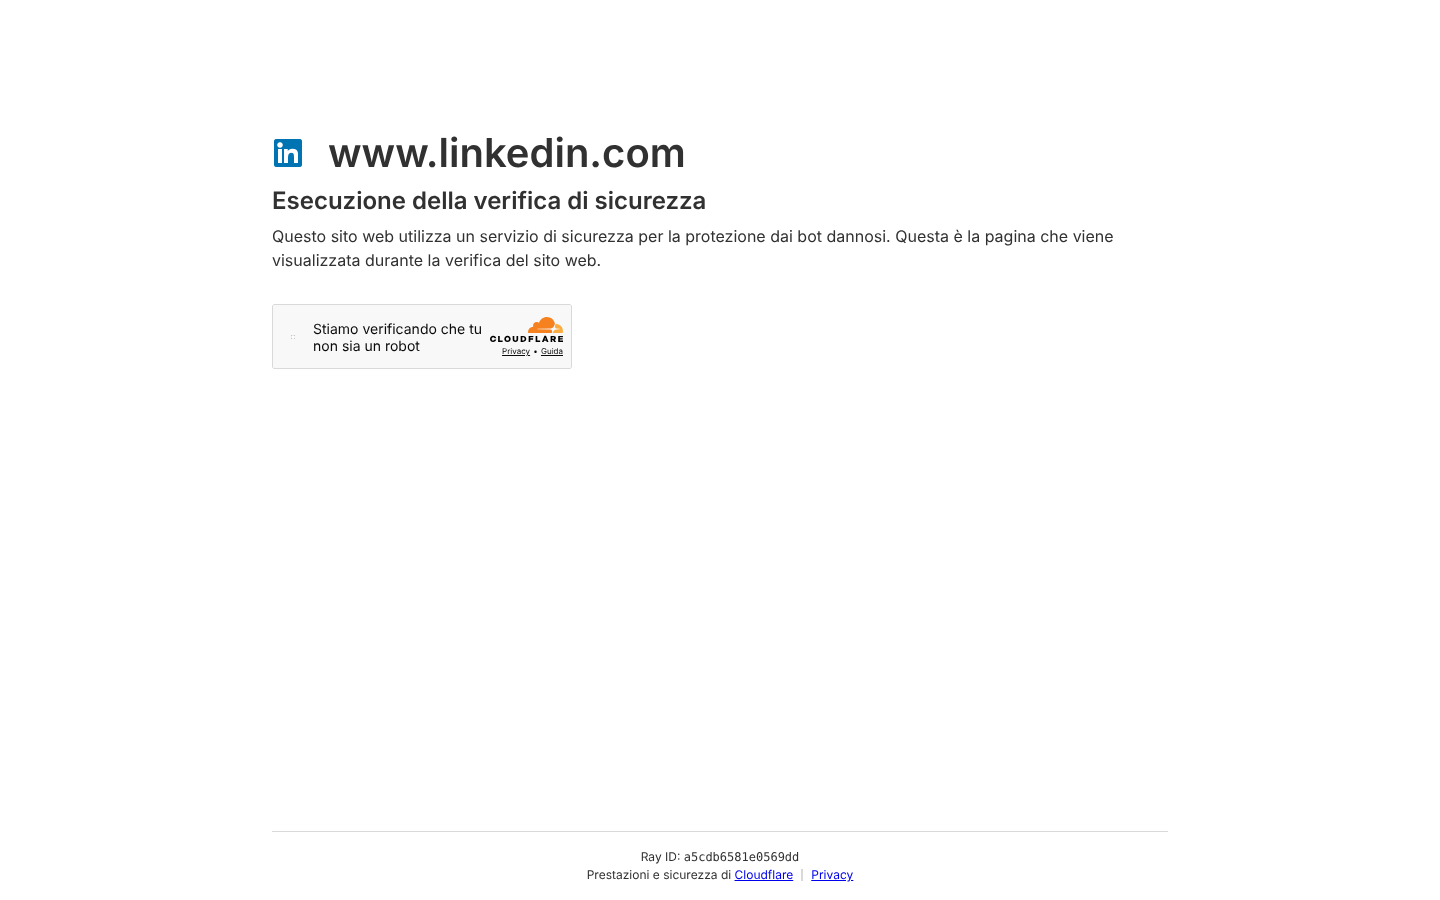 www.linkedin.com
Esecuzione della verifica di sicurezza
Questo sito web utilizza un servizio di sicurezza per la protezione dai bot dannosi. Questa è la pagina che viene
visualizzata durante la verifica del sito web.
Stiamo verificando che tu
non sia un robot
CLOUDFLARE
Privacy • Guida
Ray ID: a5cdb6581e0569dd
Prestazioni e sicurezza di Cloudflare | Privacy